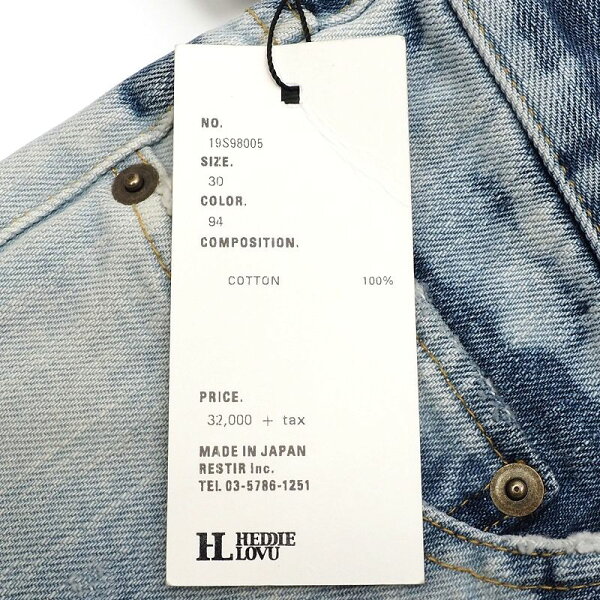 NO.
19S98005
SIZE.
30
COLOR.
94
COMPOSITION.
COTTON 100%
PRICE.
32,000 + tax
MADE IN JAPAN
RESTIR Inc.
TEL 03-5786-1251
HL HEDDIE
LOVU